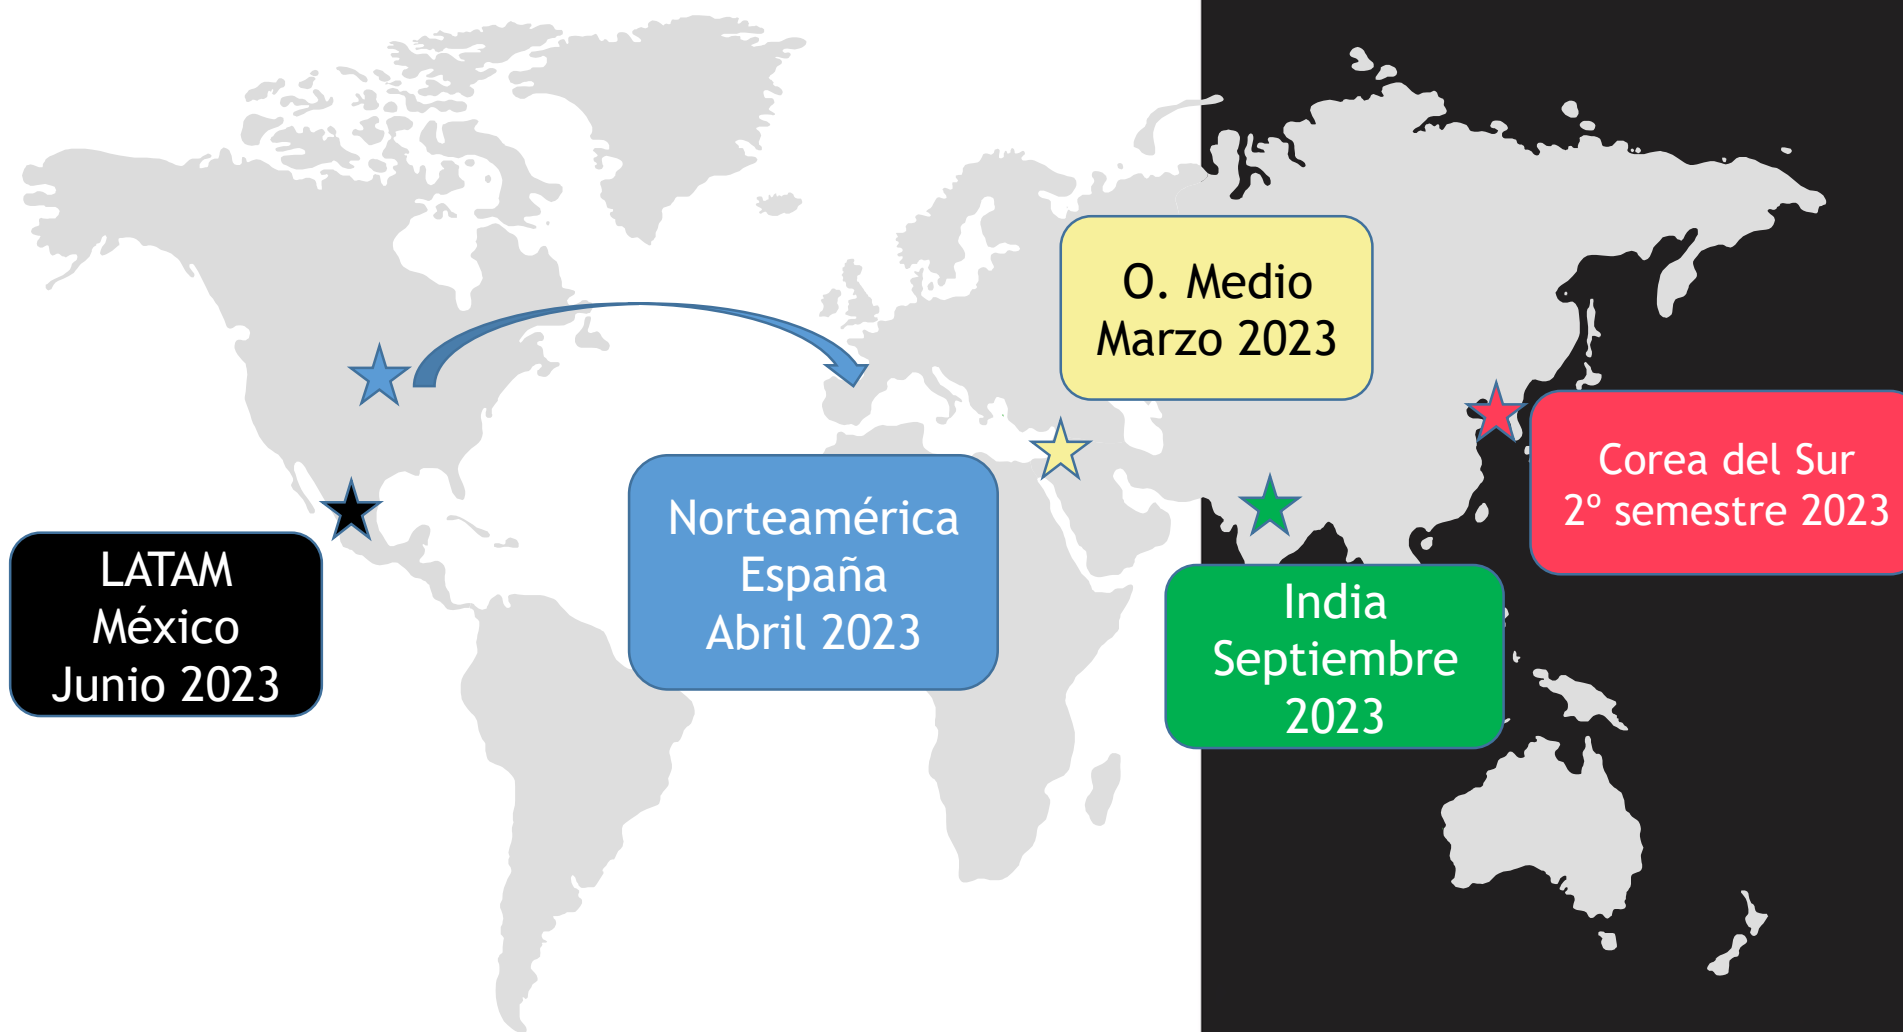 O. Medio
Marzo 2023
Corea del Sur
2º semestre 2023
Norteamérica
España
Abril 2023
LATAM
México
Junio 2023
India
Septiembre
2023